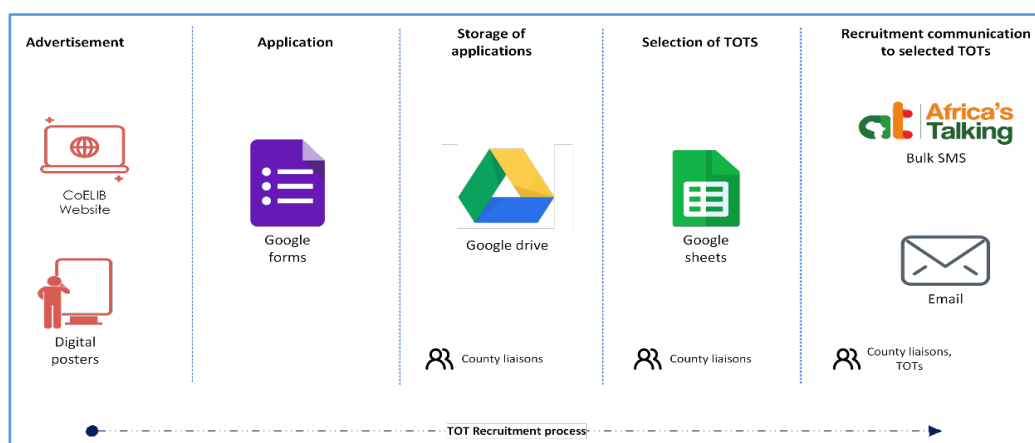 Advertisement
Application
Storage of
applications
Selection of TOTS
Recruitment communication
to selected TOTs
CoELIB
Website
Digital
posters
Google
forms
Google drive
County liaisons
Google
sheets
County liaisons
at Africa's
Talking
Bulk SMS
Email
County liaisons,
TOTs
TOT Recruitment process